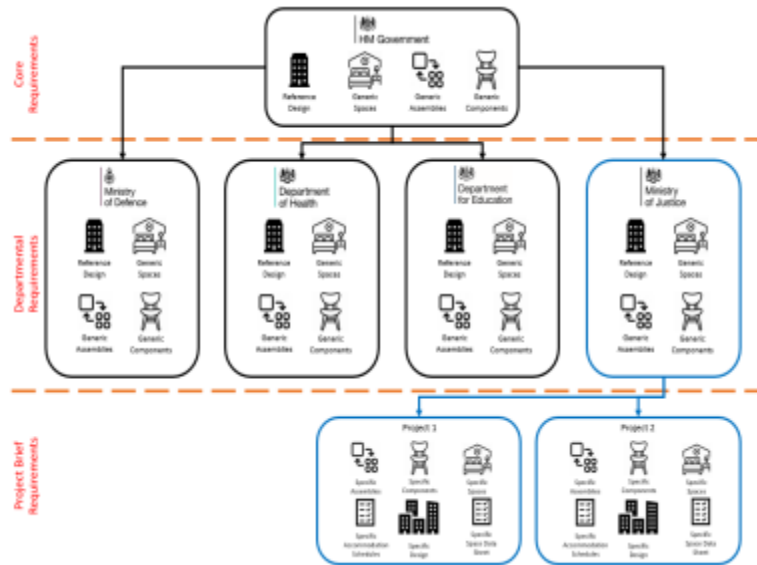 Core
Requirements
HM Government
Reference
Design
Generic
Spaces
Generic
Assemblies
Generic
Components
Departmental
Requirements
Ministry
of Defence
Reference
Design
Generic
Spaces
Generic
Assemblies
Generic
Components
Department
of Health
Reference
Design
Generic
Spaces
Generic
Assemblies
Generic
Components
Department
for Education
Reference
Design
Generic
Spaces
Generic
Assemblies
Generic
Components
Ministry
of Justice
Reference
Design
Generic
Spaces
Generic
Assemblies
Generic
Components
Project Brief
Requirements
Project 1
Specific
Assemblies
Specific
Components
Specific
Space
Specific
Accommodation
Schedules
Specific
Design
Specific
Space Data
Sheet
Project 2
Specific
Assemblies
Specific
Components
Specific
Spaces
Specific
Accommodation
Schedules
Specific
Design
Specific
Space Data
Sheet